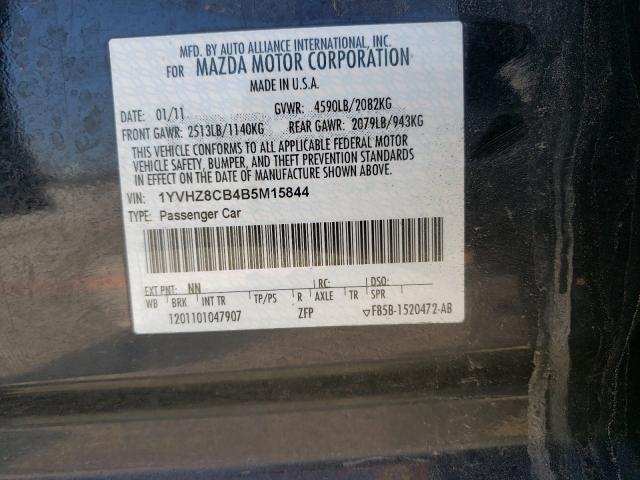 MFD. BY AUTO ALLIANCE INTERNATIONAL, INC.
FOR MAZDA MOTOR CORPORATION
MADE IN U.S.A.
DATE: 01/11 GVWR: 4590LB/2082KG
FRONT GAWR: 2513LB/1140KG REAR GAWR: 2079LB/943KG
THIS VEHICLE CONFORMS TO ALL APPLICABLE FEDERAL MOTOR
VEHICLE SAFETY, BUMPER, AND THEFT PREVENTION STANDARDS
IN EFFECT ON THE DATE OF MANUFACTURE SHOWN ABOVE.
VIN: 1YVHZ8CB4B5M15844
TYPE: Passenger Car
EXT PNT: NN RC: DSO:
WB BRK INT TR TP/PS R AXLE TR SPR
1201101047907 ZFP ▽FB5B-1520472-AB